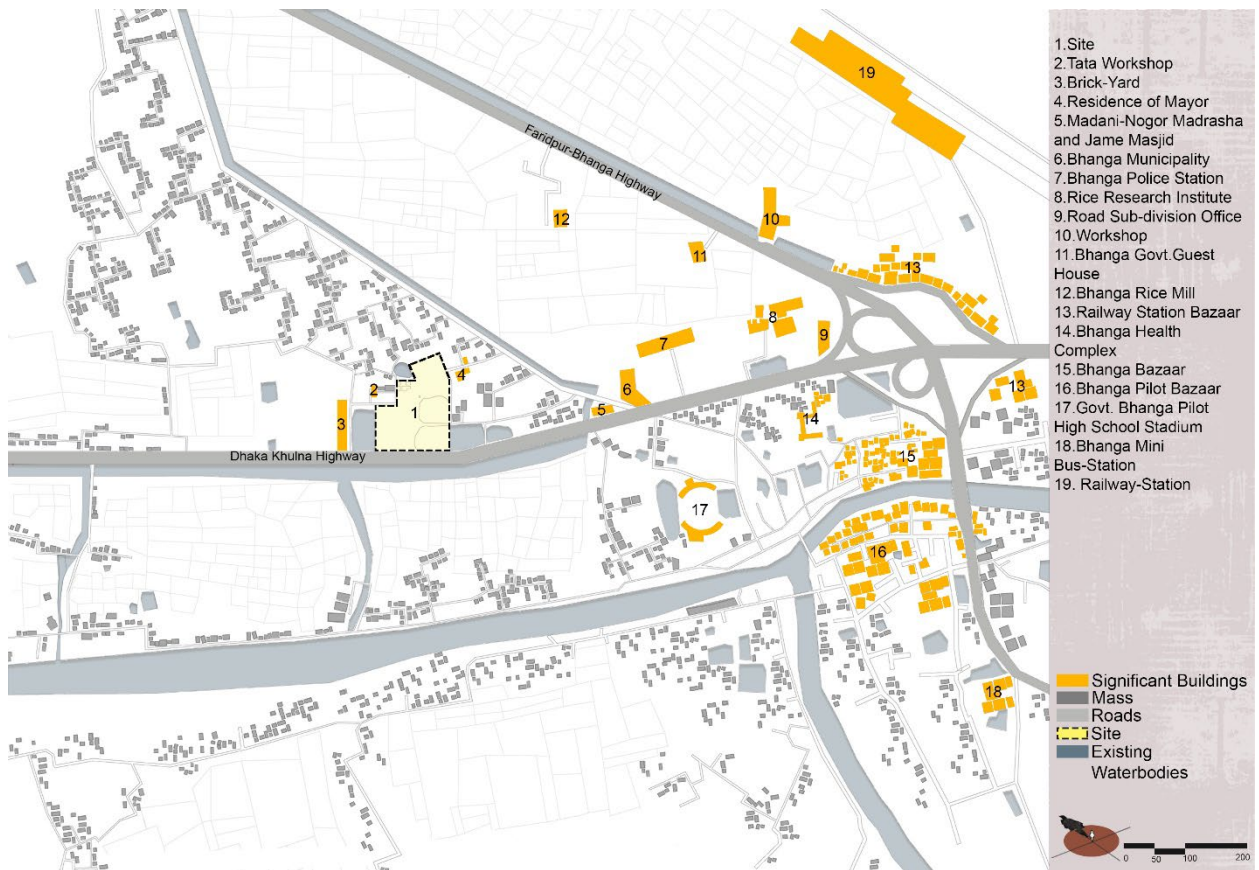 19
Faridpur-Bhanga Highway
12
10
11
13
8
7
9
4
2
1
6
5
13
3
14
Dhaka Khulna Highway
15
17
16
18
1.Site
2.Tata Workshop
3.Brick-Yard
4.Residence of Mayor
5.Madani-Nogor Madrasha
and Jame Masjid
6.Bhanga Municipality
7.Bhanga Police Station
8.Rice Research Institute
9.Road Sub-division Office
10.Workshop
11.Bhanga Govt.Guest
House
12.Bhanga Rice Mill
13.Railway Station Bazaar
14.Bhanga Health
Complex
15.Bhanga Bazaar
16.Bhanga Pilot Bazaar
17.Govt. Bhanga Pilot
High School Stadium
18.Bhanga Mini
Bus-Station
19. Railway-Station
Significant Buildings
Mass
Roads
Site
Existing
Waterbodies
0 50 100 200